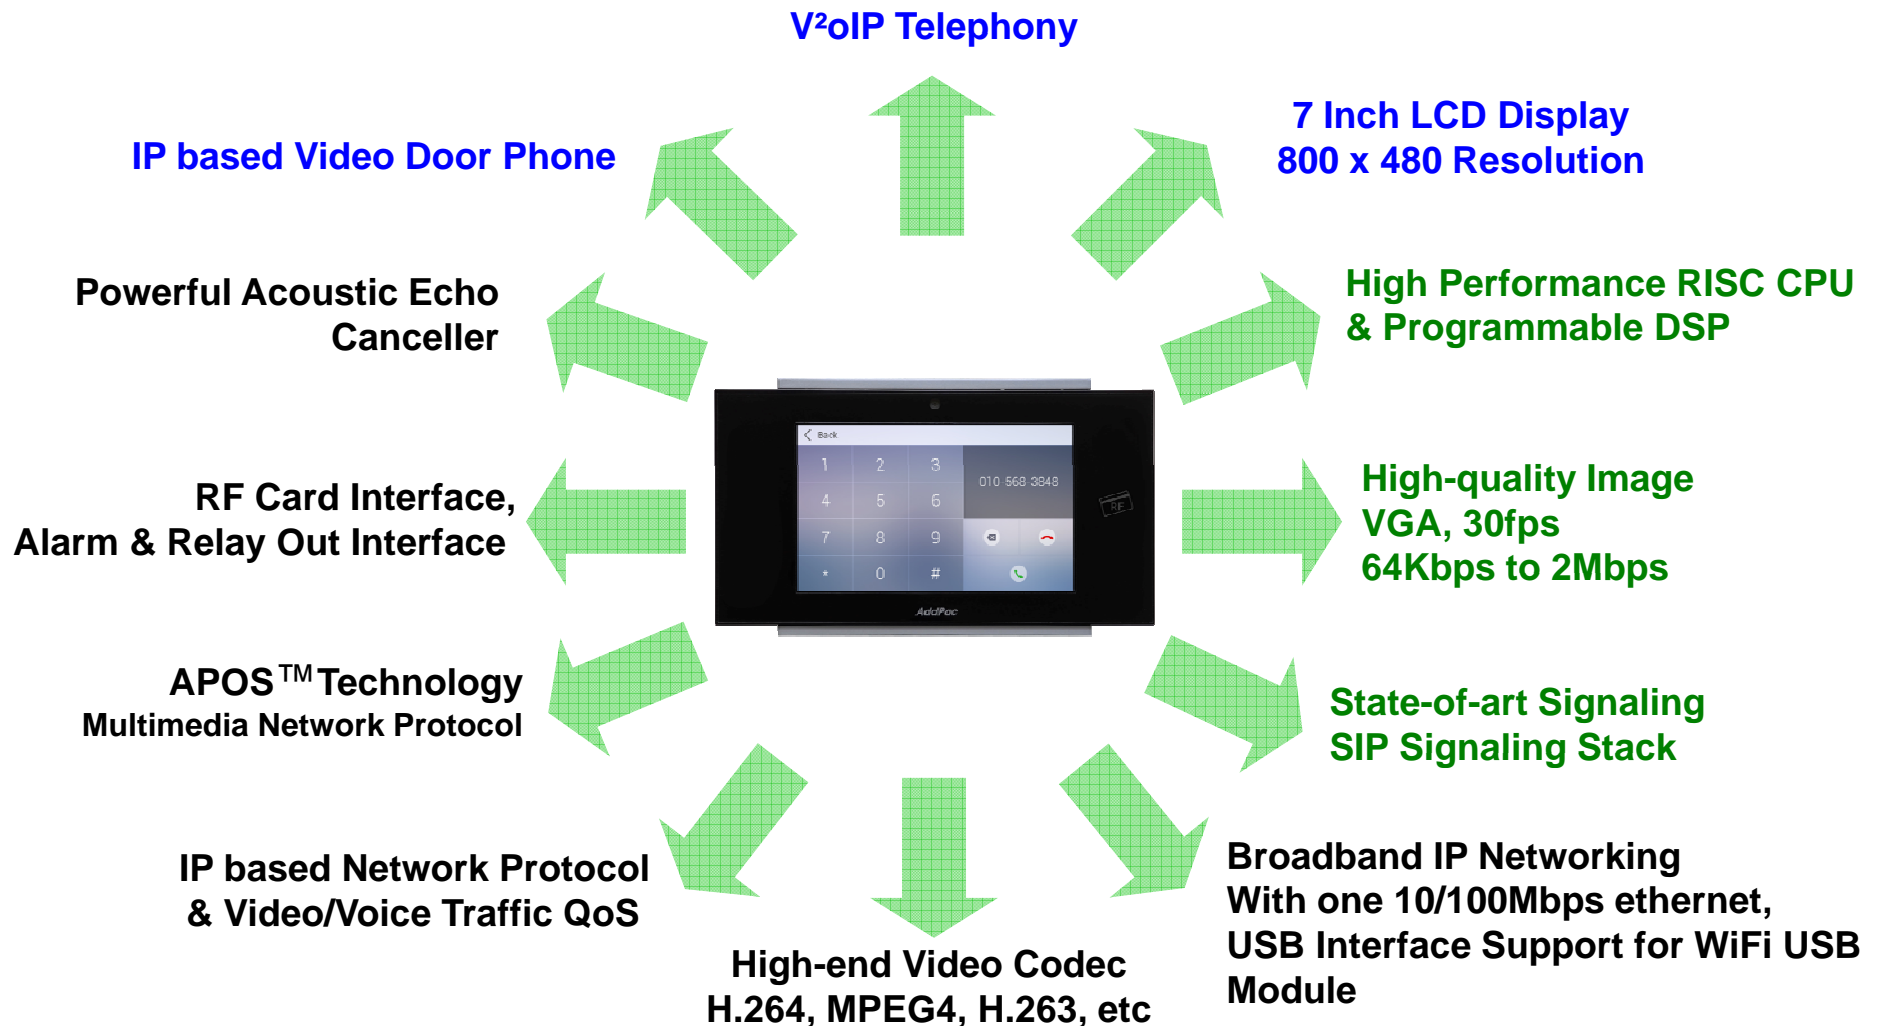 V²oIP Telephony
IP based Video Door Phone
7 Inch LCD Display
800 x 480 Resolution
Powerful Acoustic Echo
Canceller
High Performance RISC CPU
& Programmable DSP
Back
1 2 3
4 5 6
7 8 9
* 0 #
010 568 3848
RF
AddPac
RF Card Interface,
Alarm & Relay Out Interface
High-quality Image
VGA, 30fps
64Kbps to 2Mbps
APOS™Technology
Multimedia Network Protocol
State-of-art Signaling
SIP Signaling Stack
IP based Network Protocol
& Video/Voice Traffic QoS
High-end Video Codec
H.264, MPEG4, H.263, etc
Broadband IP Networking
With one 10/100Mbps ethernet,
USB Interface Support for WiFi USB
Module